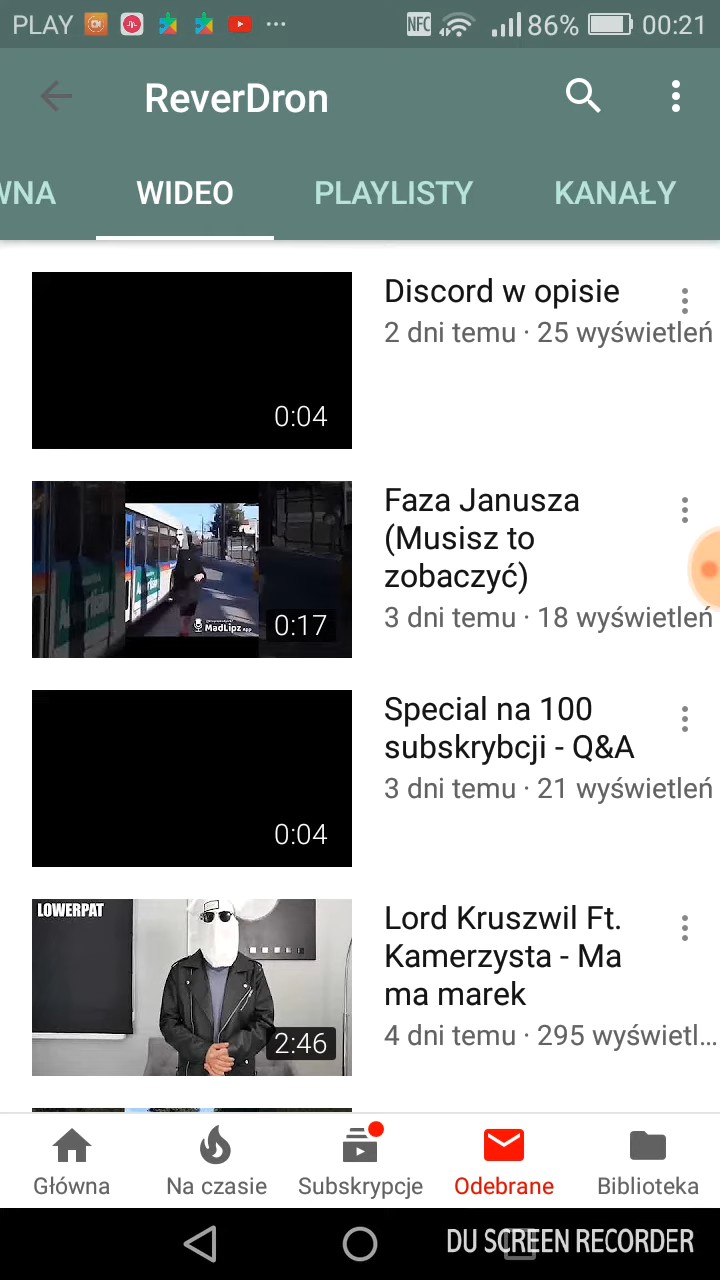 PLAY NFC 86% 00:21
ReverDron
WNA WIDEO PLAYLISTY KANAŁY
Discord w opisie
2 dni temu · 25 wyświetleń
0:04
Faza Janusza
(Musisz to
zobaczyć)
3 dni temu · 18 wyświetleń
MadLipz app
0:17
Special na 100
subskrybcji - Q&A
3 dni temu · 21 wyświetleń
0:04
LOWERPAT
Lord Kruszwil Ft.
Kamerzysta - Ma
ma marek
4 dni temu · 295 wyświetl...
2:46
Główna Na czasie Subskrypcje Odebrane Biblioteka
DU SCREEN RECORDER